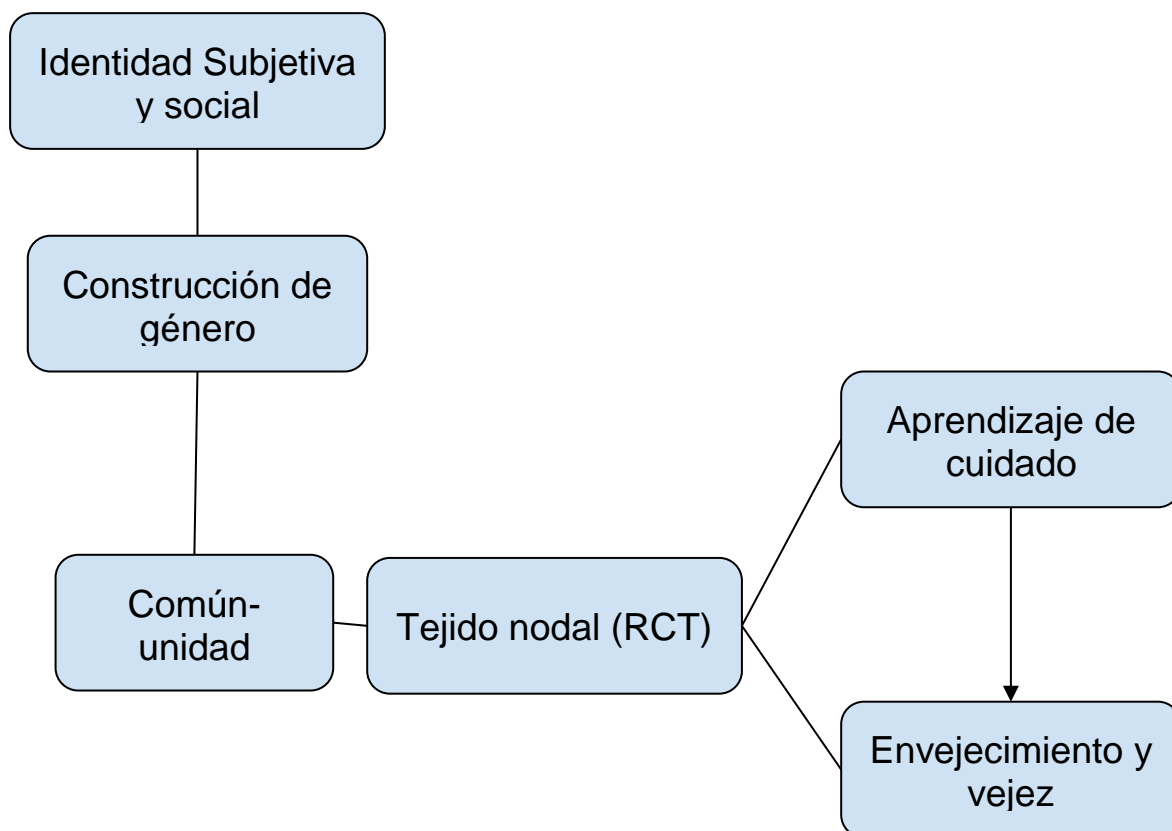 Identidad Subjetiva
y social
Construcción de
género
Común-
unidad
Tejido nodal (RCT)
Aprendizaje de
cuidado
Envejecimiento y
vejez